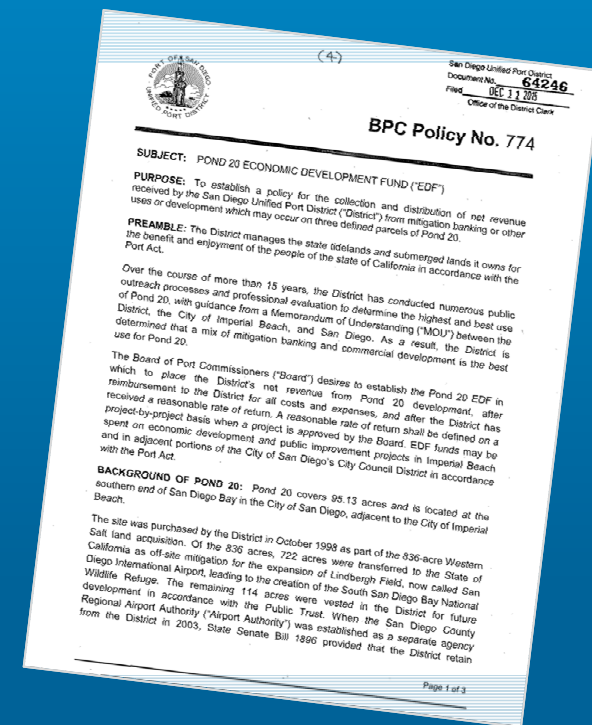 (4)
San Diego Unified Port District
Document No. 64246
Filed DEC 11 2015
Office of the District Clerk
PORT OF SAN DIEGO
UNIFIED PORT DISTRICT
BPC Policy No. 774
SUBJECT: POND 20 ECONOMIC DEVELOPMENT FUND ("EDF")
PURPOSE: To establish a policy for the collection and distribution of net revenue
received by the San Diego Unified Port District ("District") from mitigation banking or other
uses or development which may occur on three defined parcels of Pond 20.
PREAMBLE: The District manages the state tidelands and submerged lands it owns for
the benefit and enjoyment of the people of the state of California in accordance with the
Port Act.
Over the course of more than 15 years, the District has conducted numerous public
outreach processes and professional evaluation to determine the highest and best use
of Pond 20, with guidance from a Memorandum of Understanding ("MOU") between the
District, the City of Imperial Beach, and San Diego. As a result, the District is
determined that a mix of mitigation banking and commercial development is the best
use for Pond 20.
The Board of Port Commissioners ("Board") desires to establish the Pond 20 EDF in
which to place the District's net revenue from Pond 20 development, after
reimbursement to the District for all costs and expenses, and after the District has
received a reasonable rate of return. A reasonable rate of return shall be defined on a
project-by-project basis when a project is approved by the Board. EDF funds may be
spent on economic development and public improvement projects in Imperial Beach
and in adjacent portions of the City of San Diego's City Council District in accordance
with the Port Act.
BACKGROUND OF POND 20: Pond 20 covers 95.13 acres and is located at the
southern end of San Diego Bay in the City of San Diego, adjacent to the City of Imperial
Beach.
The site was purchased by the District in October 1998 as part of the 836-acre Western
Salt land acquisition. Of the 836 acres, 722 acres were transferred to the State of
California as off-site mitigation for the expansion of Lindbergh Field, now called San
Diego International Airport, leading to the creation of the South San Diego Bay National
Wildlife Refuge. The remaining 114 acres were vested in the District for future
development in accordance with the Public Trust. When the San Diego County
Regional Airport Authority ("Airport Authority") was established as a separate agency
from the District in 2003, State Senate Bill 1896 provided that the District retain
Page 1 of 3